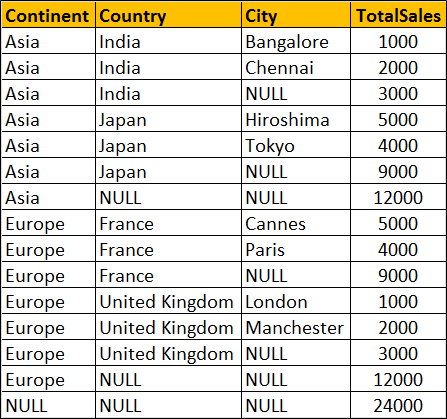 Continent Country City TotalSales
Asia India Bangalore 1000
Asia India Chennai 2000
Asia India NULL 3000
Asia Japan Hiroshima 5000
Asia Japan Tokyo 4000
Asia Japan NULL 9000
Asia NULL NULL 12000
Europe France Cannes 5000
Europe France Paris 4000
Europe France NULL 9000
Europe United Kingdom London 1000
Europe United Kingdom Manchester 2000
Europe United Kingdom NULL 3000
Europe NULL NULL 12000
NULL NULL NULL 24000